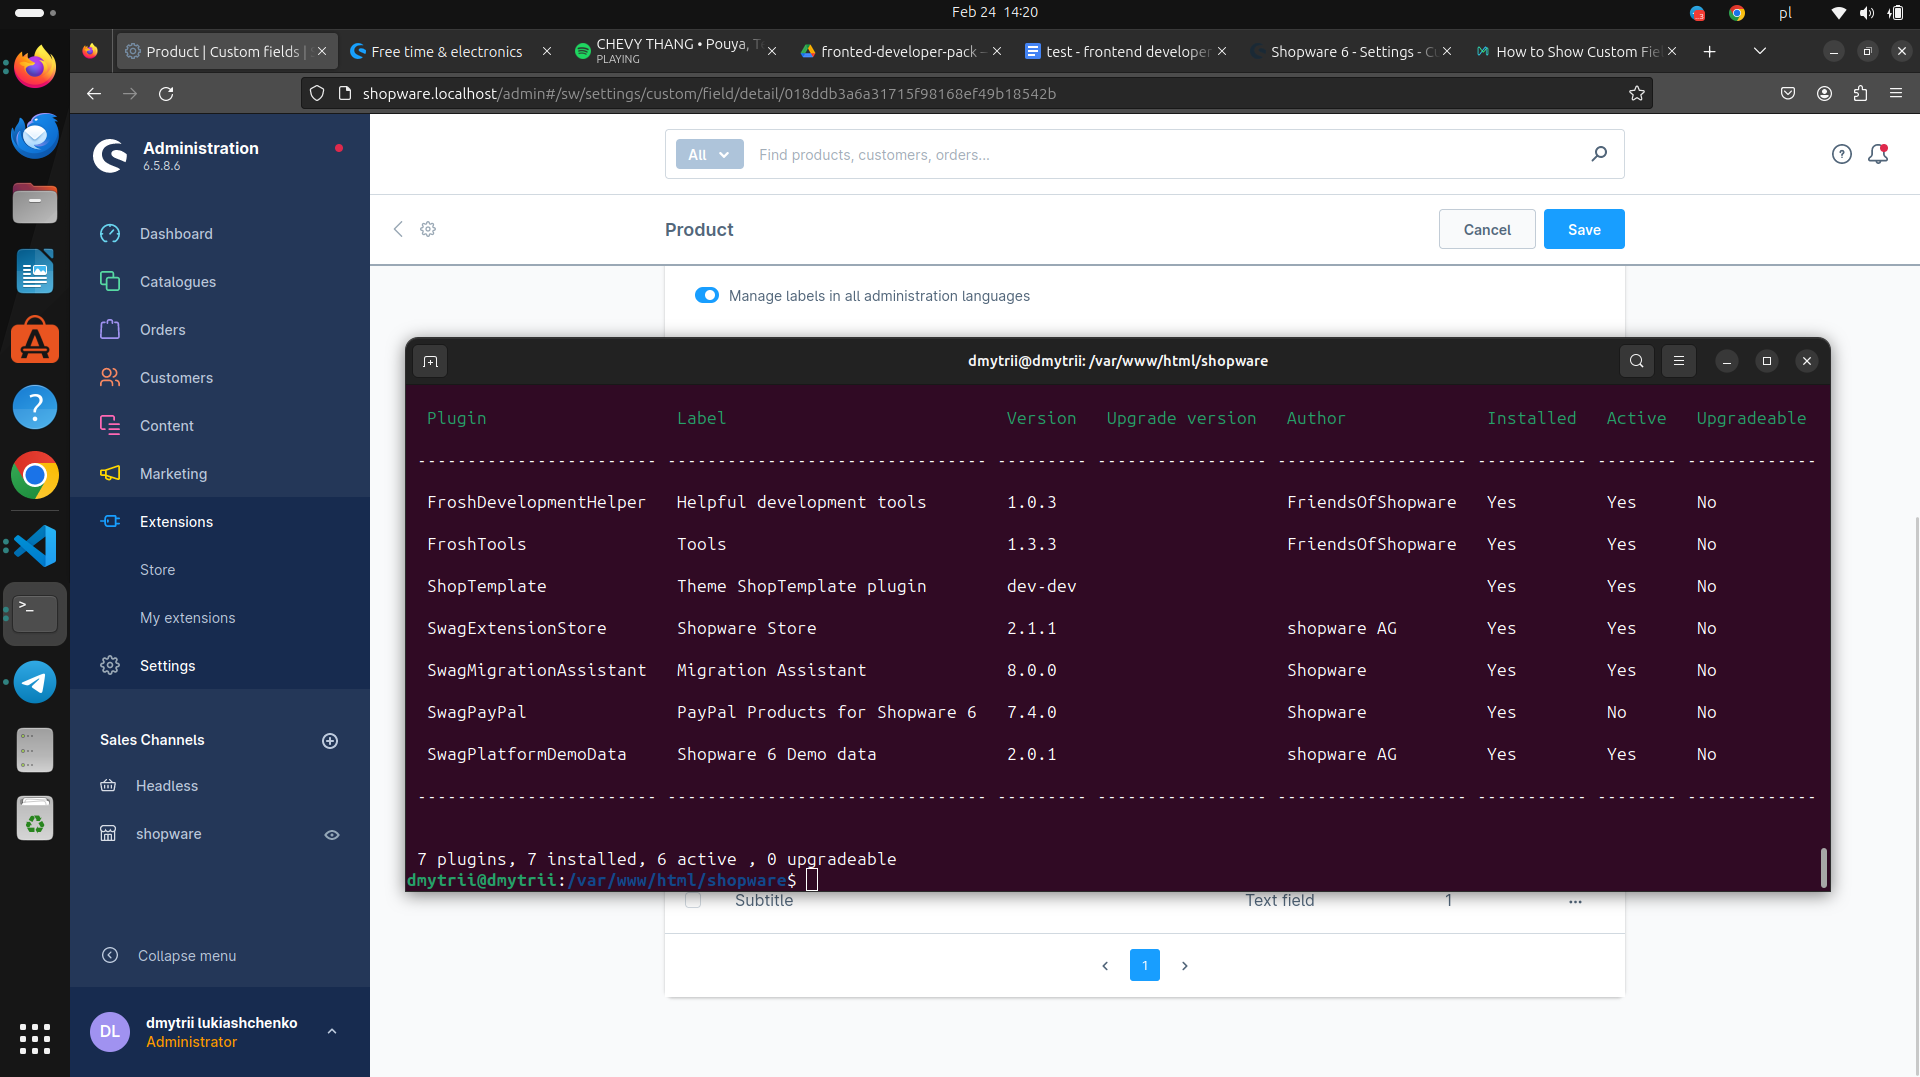 Feb 24 14:20
pl
Product | Custom fields |
Free time & electronics
CHEVY THANG • Pouya, T
PLAYING
fronted-developer-pack –
test - frontend developer
Shopware 6 - Settings - Cu
How to Show Custom Fiel
shopware.localhost/admin#/sw/settings/custom/field/detail/018ddb3a6a31715f98168ef49b18542b
Administration
6.5.8.6
All
Find products, customers, orders...
Dashboard
Catalogues
Orders
Customers
Content
Marketing
Extensions
Store
My extensions
Settings
Sales Channels
Headless
shopware
Collapse menu
DL
dmytrii lukiashchenko
Administrator
Product
Cancel
Save
Manage labels in all administration languages
dmytrii@dmytrii: /var/www/html/shopware
Plugin Label Version Upgrade version Author Installed Active Upgradeable
----------------------- ------------------------------- --------- ----------------- ------------------- ----------- -------- -------------
FroshDevelopmentHelper Helpful development tools 1.0.3 FriendsOfShopware Yes Yes No
FroshTools Tools 1.3.3 FriendsOfShopware Yes Yes No
ShopTemplate Theme ShopTemplate plugin dev-dev Yes Yes No
SwagExtensionStore Shopware Store 2.1.1 shopware AG Yes Yes No
SwagMigrationAssistant Migration Assistant 8.0.0 Shopware Yes Yes No
SwagPayPal PayPal Products for Shopware 6 7.4.0 Shopware Yes No No
SwagPlatformDemoData Shopware 6 Demo data 2.0.1 shopware AG Yes Yes No
----------------------- ------------------------------- --------- ----------------- ------------------- ----------- -------- -------------
7 plugins, 7 installed, 6 active , 0 upgradeable
dmytrii@dmytrii:/var/www/html/shopware$
Subtitle Text field 1 ...
1